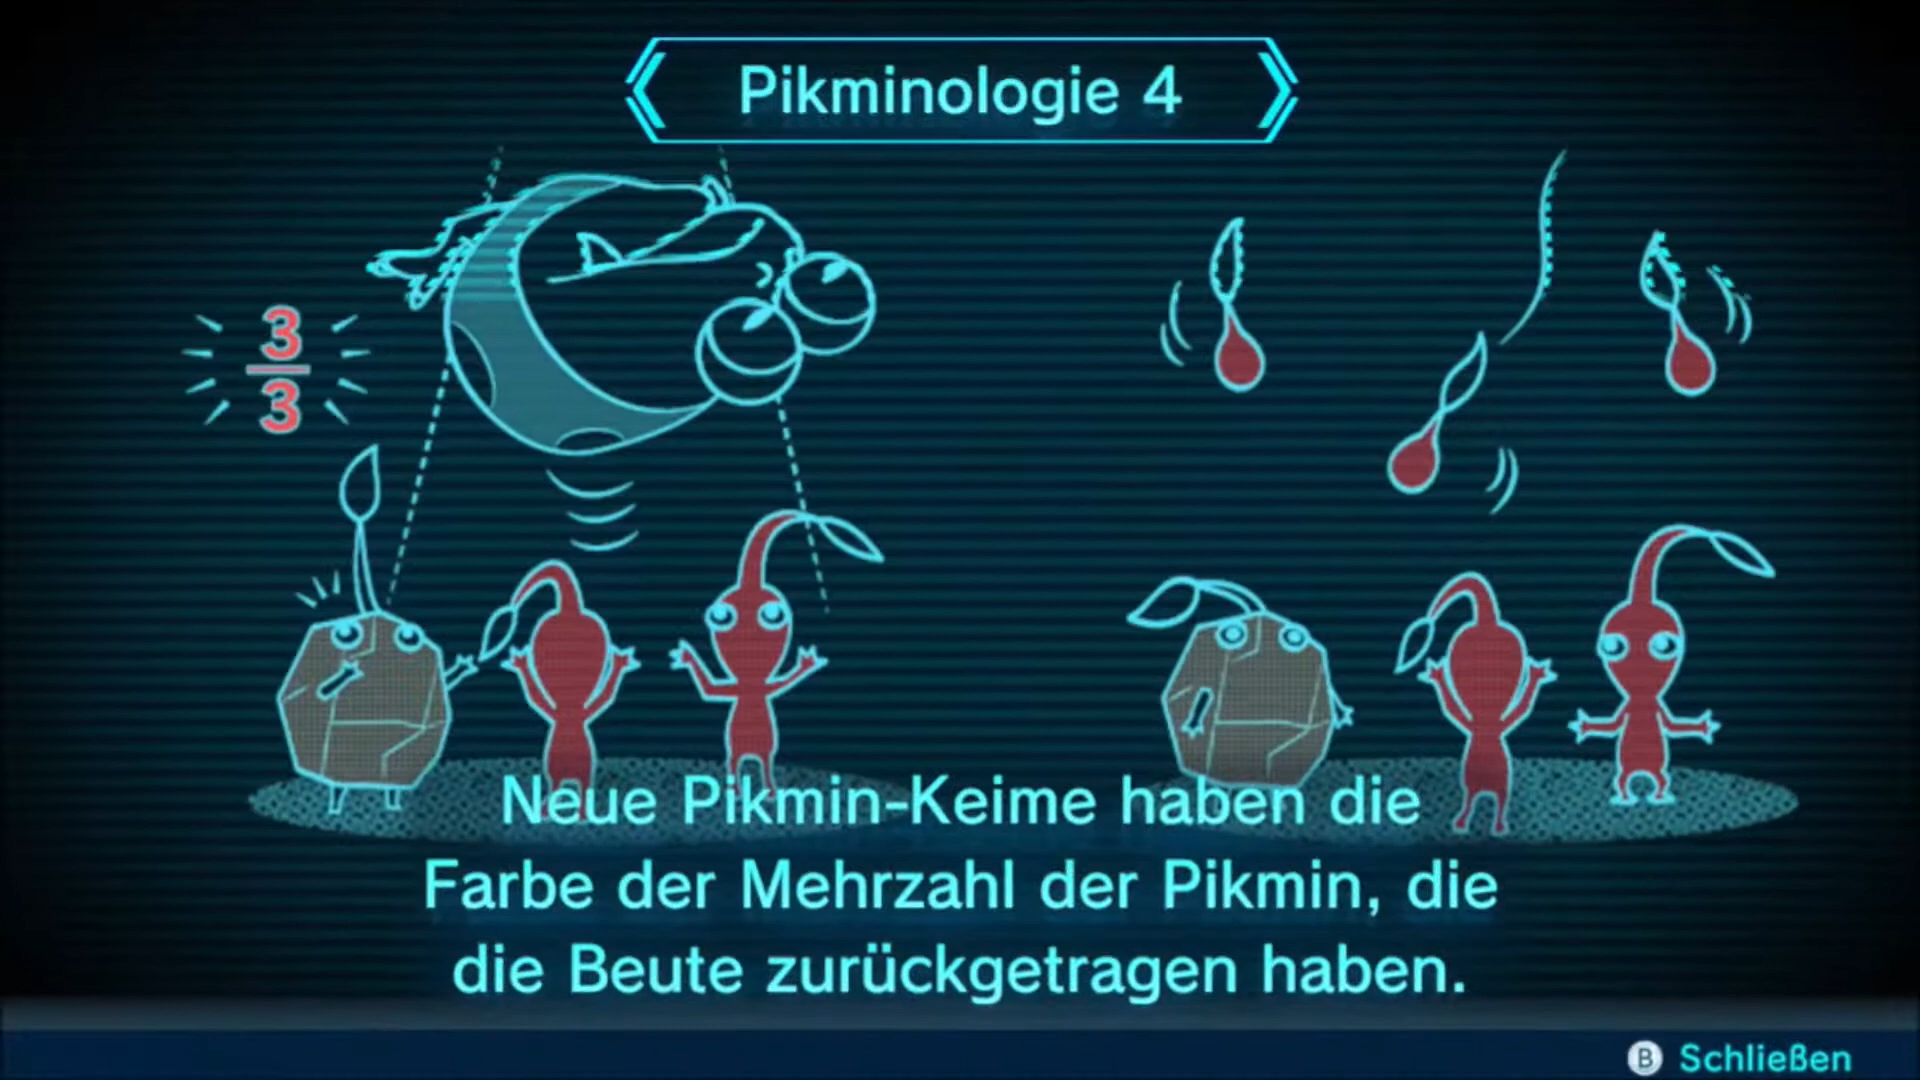 Pikminologie 4
3
3
Neue Pikmin-Keime haben die
Farbe der Mehrzahl der Pikmin, die
die Beute zurückgetragen haben.
B Schließen